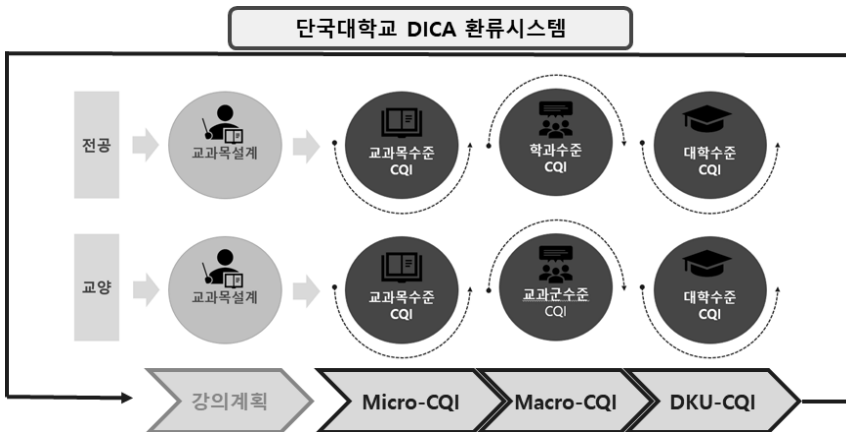 단국대학교 DICA 환류시스템
전공
교과목설계
교과목수준
CQI
학과수준
CQI
대학수준
CQI
교양
교과목설계
교과목수준
CQI
교과군수준
CQI
대학수준
CQI
강의계획
Micro-CQI
Macro-CQI
DKU-CQI